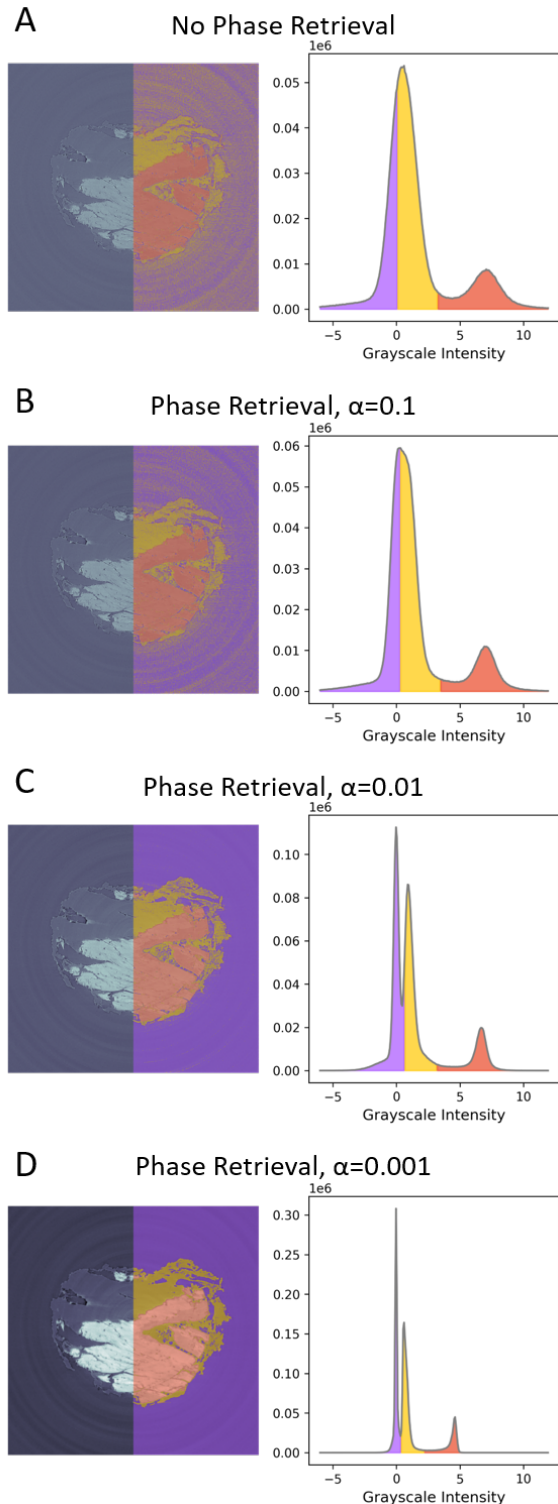 A
No Phase Retrieval
1e6
0.05
0.04
0.03
0.02
0.01
0.00
−5 0 5 10
Grayscale Intensity
B
Phase Retrieval, α=0.1
1e6
0.06
0.05
0.04
0.03
0.02
0.01
0.00
−5 0 5 10
Grayscale Intensity
C
Phase Retrieval, α=0.01
1e6
0.10
0.08
0.06
0.04
0.02
0.00
−5 0 5 10
Grayscale Intensity
D
Phase Retrieval, α=0.001
1e6
0.30
0.25
0.20
0.15
0.10
0.05
0.00
−5 0 5 10
Grayscale Intensity